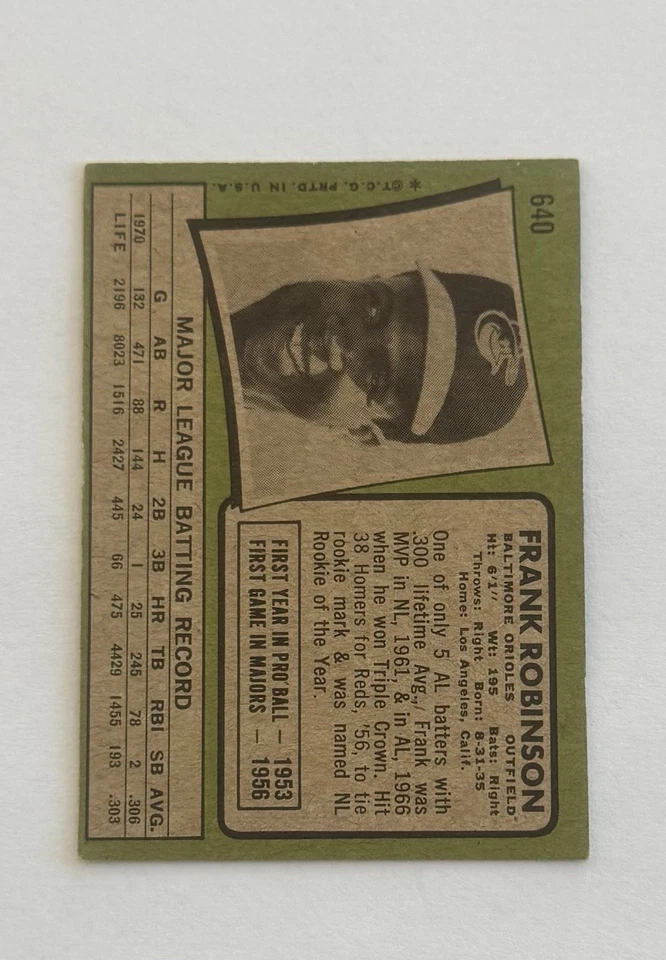 640
FRANK ROBINSON
BALTIMORE ORIOLES OUTFIELD
Ht: 6'1" Wt: 195 Bats: Right
Throws: Right Born: 8-31-35
Home: Los Angeles, Calif.
One of only 5 AL batters with
.300 lifetime Avg., Frank was
MVP in NL, 1961, & in AL, 1966
when he won Triple Crown. Hit
38 Homers for Reds, '56, to tie
rookie mark & was named NL
Rookie of the Year.
FIRST YEAR IN PRO BALL — 1953
FIRST GAME IN MAJORS — 1956
*©T.C.G. PRTD. IN U.S.A.
MAJOR LEAGUE BATTING RECORD
G AB R H 2B 3B HR TB RBI SB AVG.
1970 132 471 88 144 24 1 25 245 78 2 .306
LIFE 2196 8023 1516 2427 445 66 475 4429 1455 193 .303